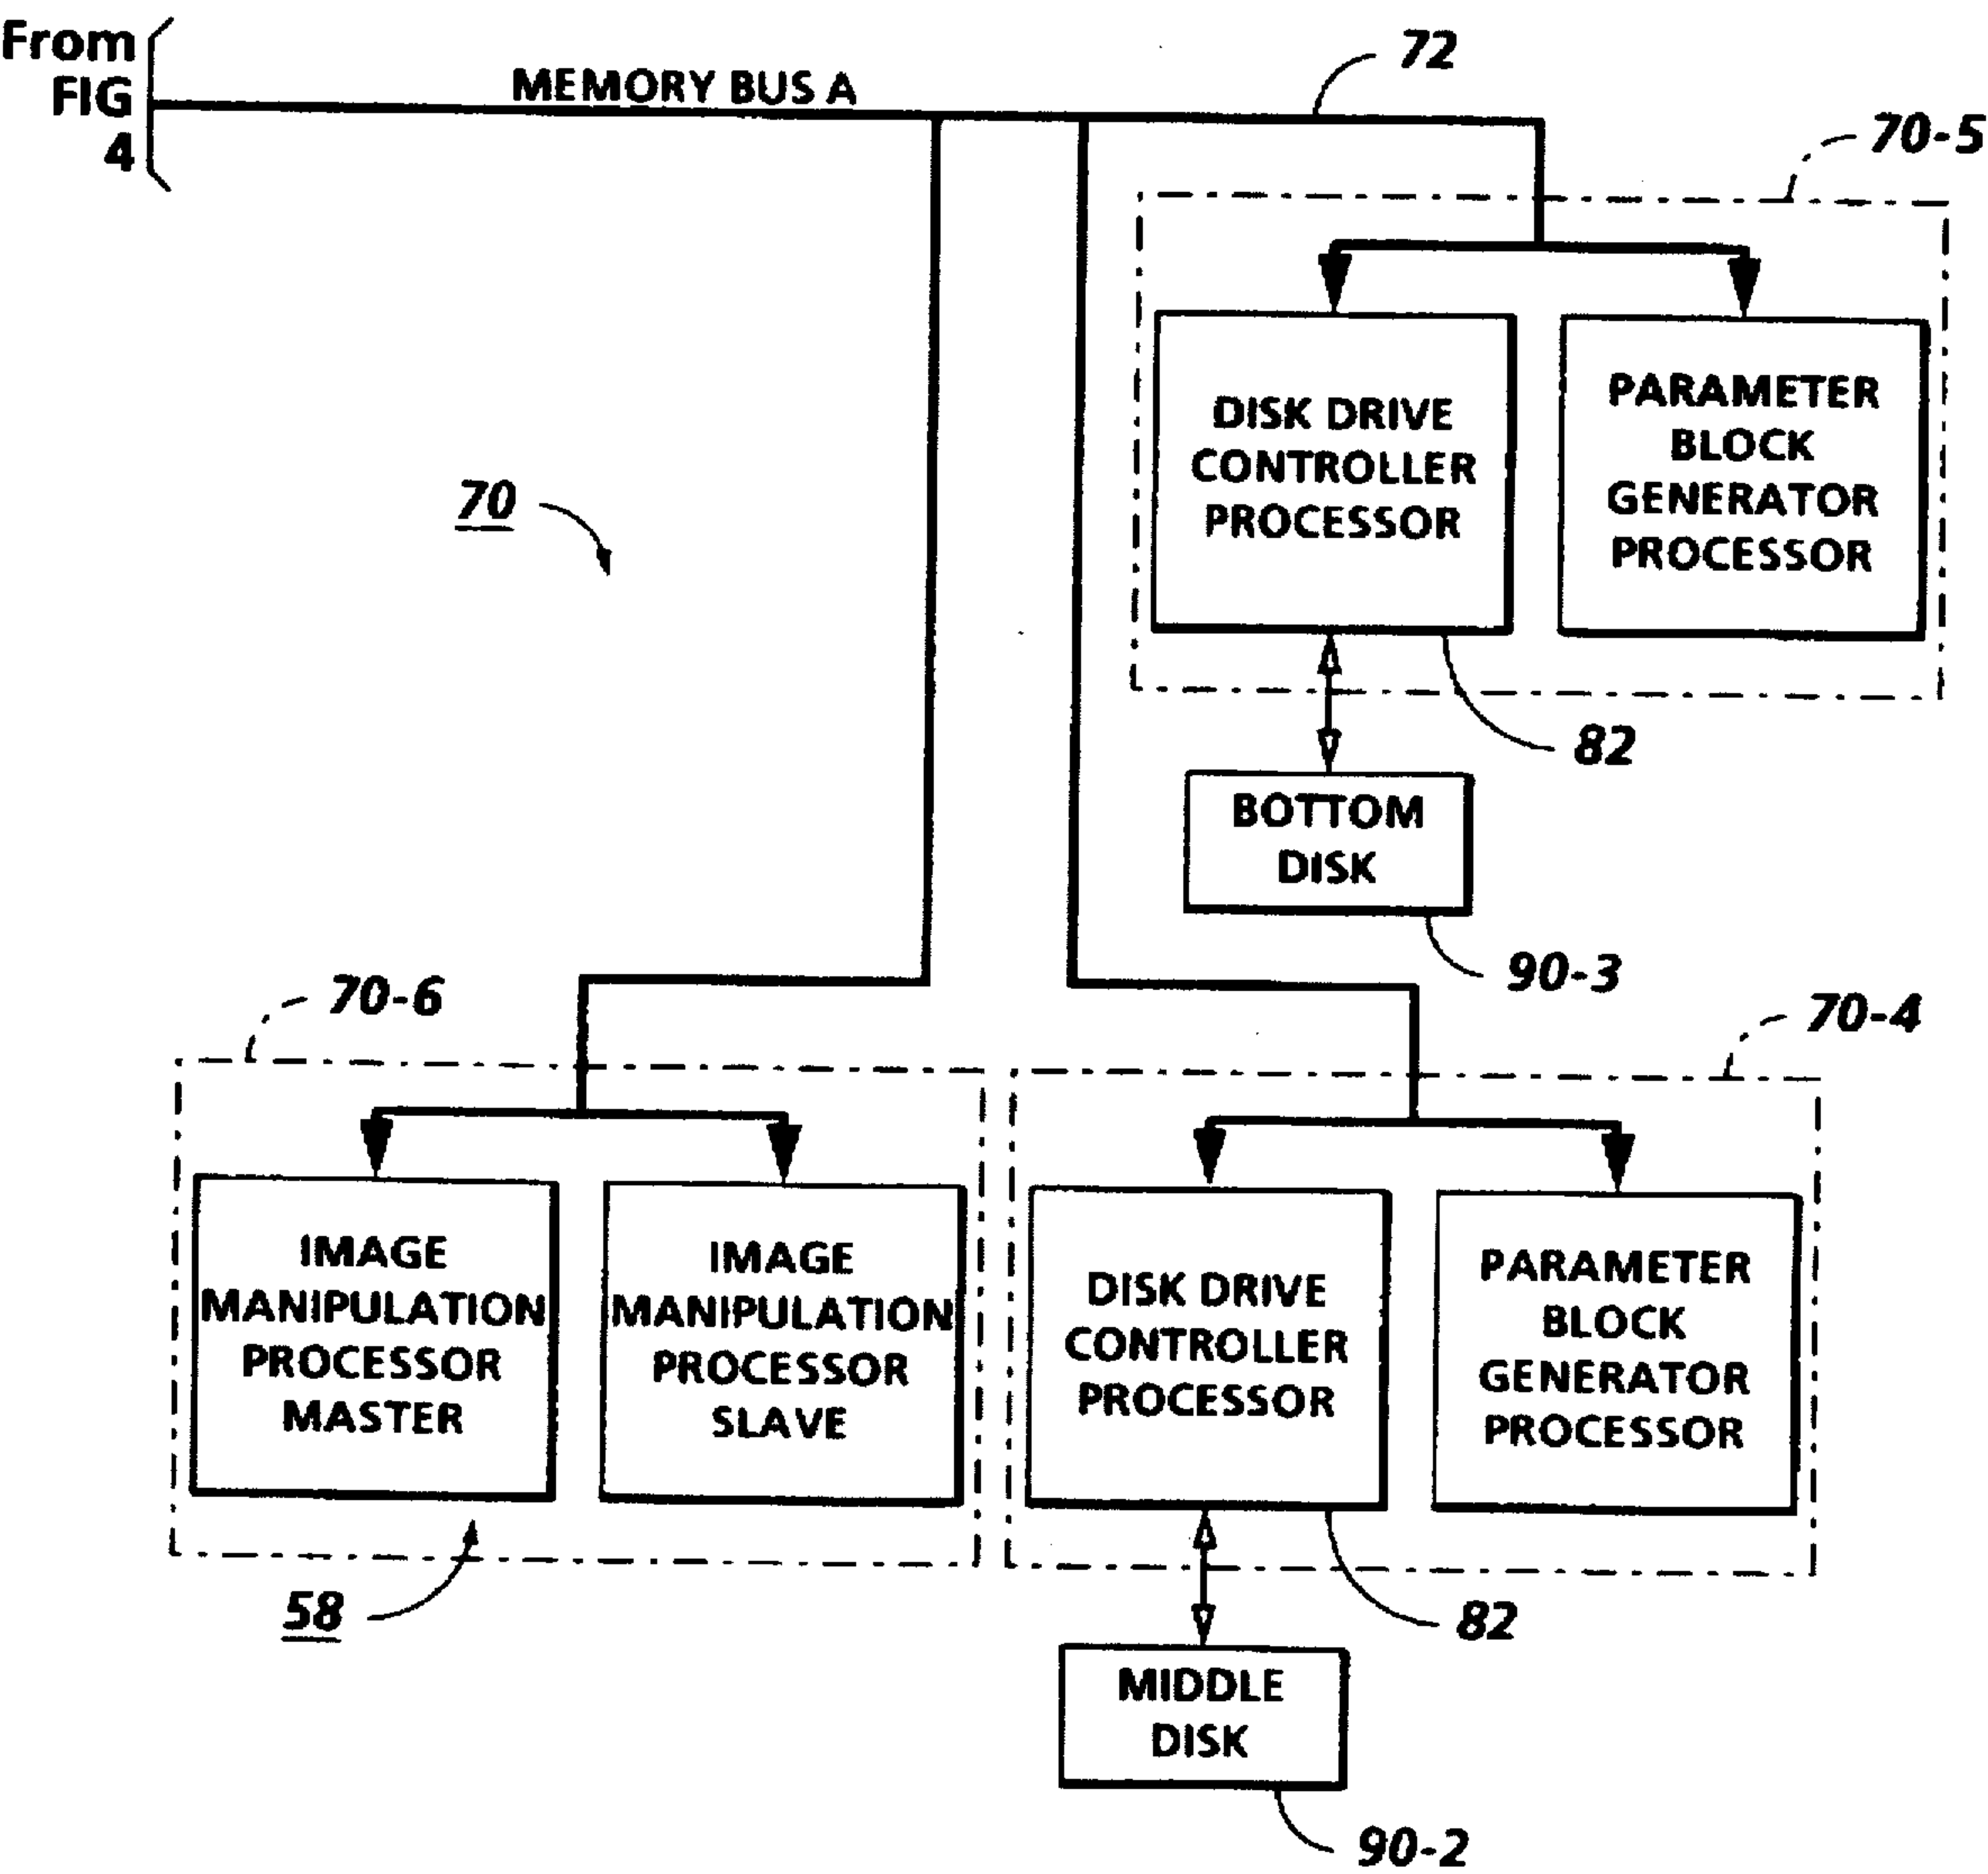 From
FIG
4
MEMORY BUS A
72
70-5
DISK DRIVE
CONTROLLER
PROCESSOR
PARAMETER
BLOCK
GENERATOR
PROCESSOR
70
82
BOTTOM
DISK
90-3
70-6
70-4
IMAGE
MANIPULATION
PROCESSOR
MASTER
IMAGE
MANIPULATION
PROCESSOR
SLAVE
DISK DRIVE
CONTROLLER
PROCESSOR
PARAMETER
BLOCK
GENERATOR
PROCESSOR
58
82
MIDDLE
DISK
90-2